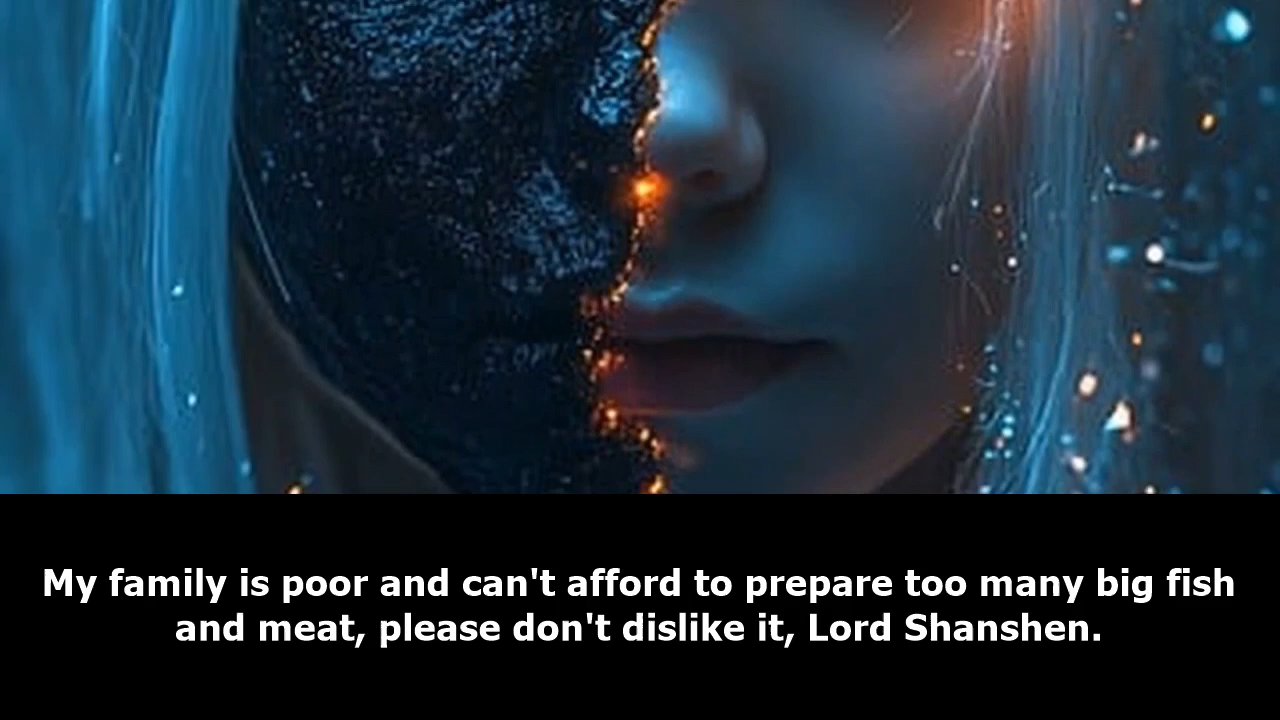 My family is poor and can't afford to prepare too many big fish
and meat, please don't dislike it, Lord Shanshen.